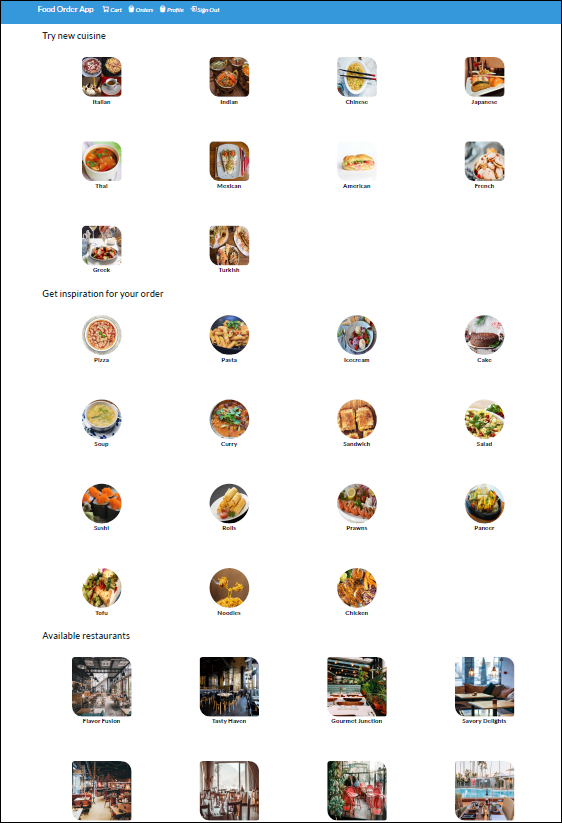 Food Order App Cart Orders Profile Sign Out
Try new cuisine
Italian Indian Chinese Japanese
Thai Mexican American French
Greek Turkish
Get inspiration for your order
Pizza Pasta Icecream Cake
Soup Curry Sandwich Salad
Sushi Rolls Prawns Paneer
Tofu Noodles Chicken
Available restaurants
Flavor Fusion Tasty Haven Gourmet Junction Savory Delights